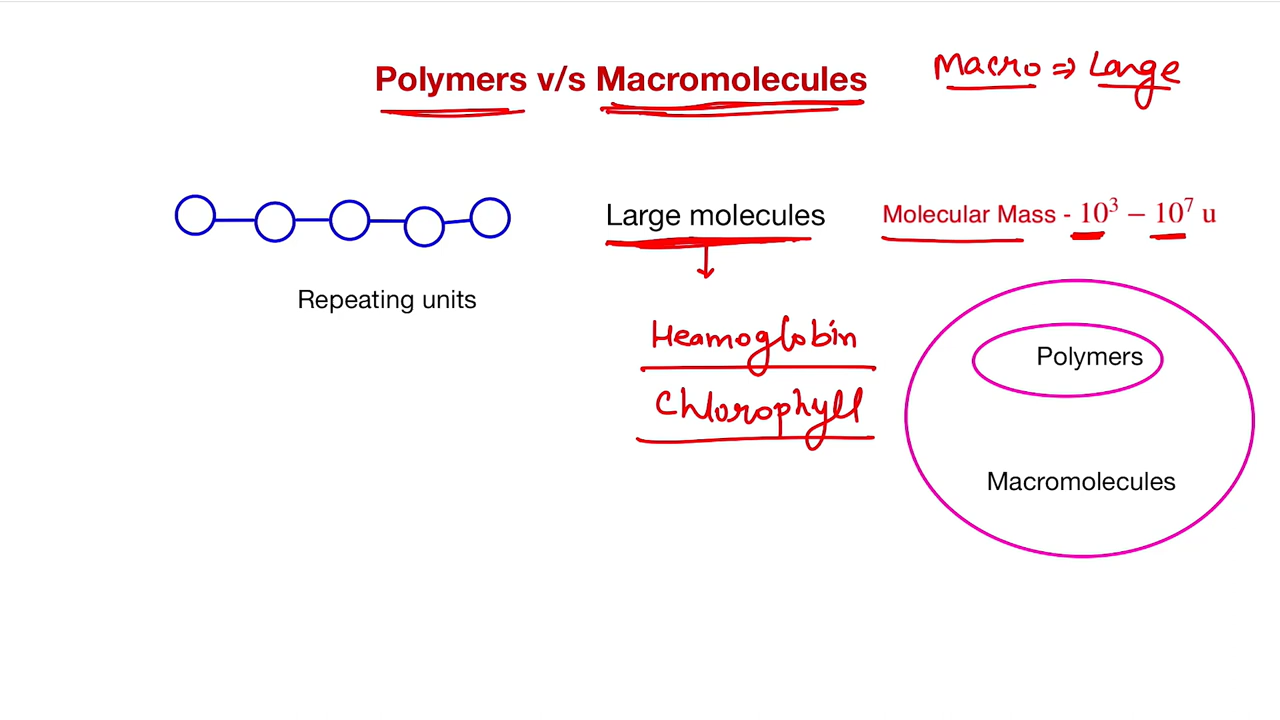 Polymers v/s Macromolecules
Macro ⇒ Large
Large molecules
Molecular Mass - 10³ – 10⁷ u
Repeating units
Heamoglobin
Chlorophyll
Polymers
Macromolecules